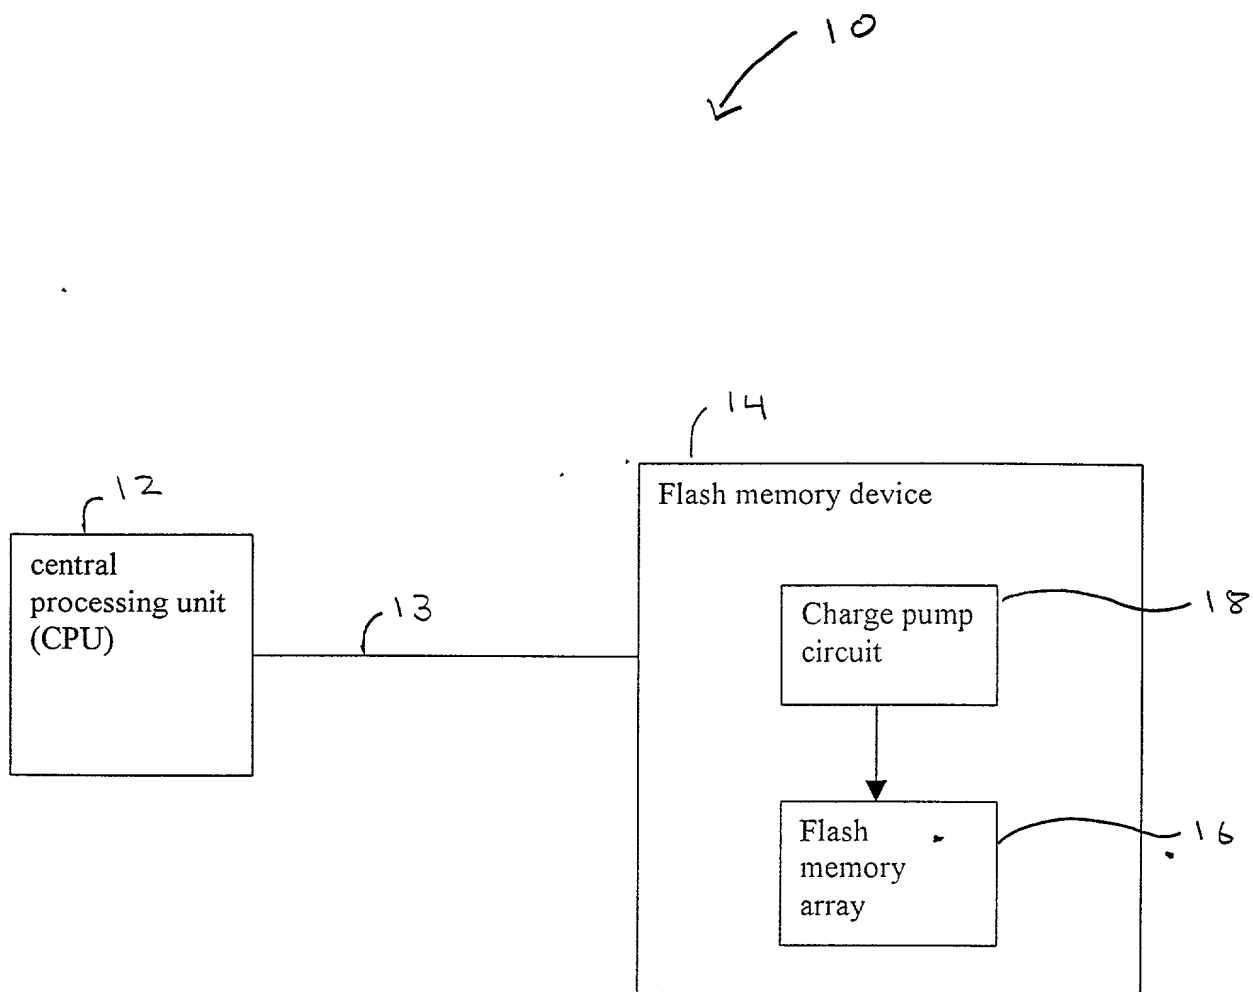 10
14
Flash memory device
12
central
processing unit
(CPU)
13
Charge pump
circuit
18
Flash
memory
array
16